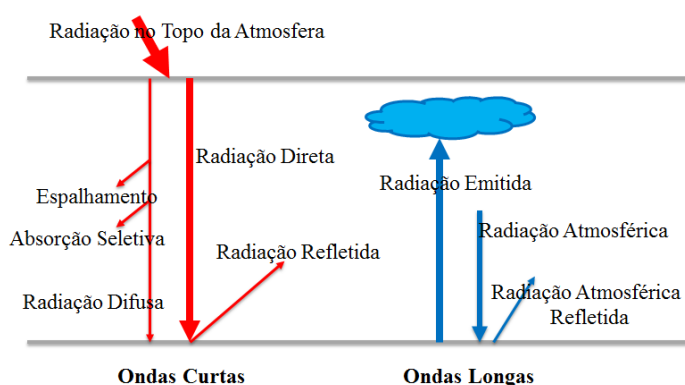 Radiação no Topo da Atmosfera
Radiação Direta
Espalhamento
Absorção Seletiva
Radiação Refletida
Radiação Difusa
Radiação Emitida
Radiação Atmosférica
Radiação Atmosférica
Refletida
Ondas Curtas
Ondas Longas